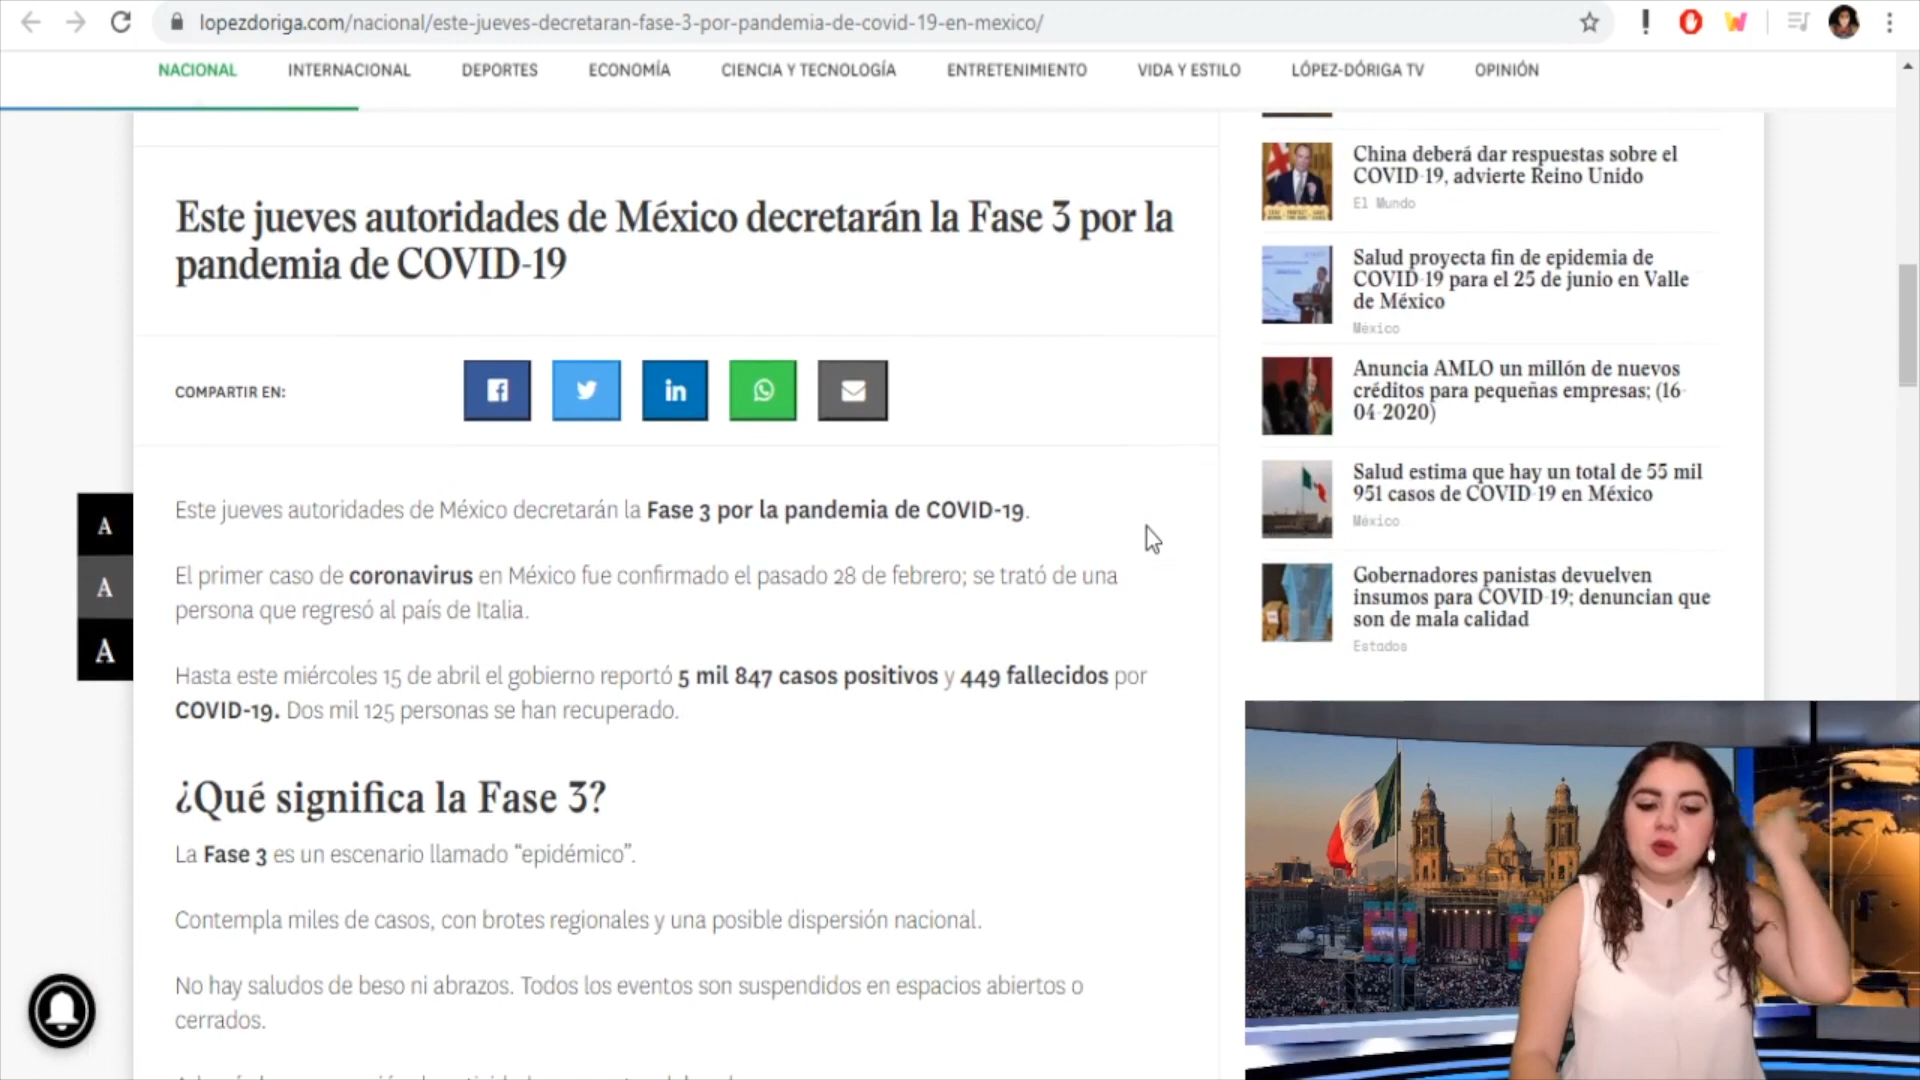 lopezdoriga.com/nacional/este-jueves-decretaran-fase-3-por-pandemia-de-covid-19-en-mexico/
NACIONAL INTERNACIONAL DEPORTES ECONOMÍA CIENCIA Y TECNOLOGÍA ENTRETENIMIENTO VIDA Y ESTILO LÓPEZ-DÓRIGA TV OPINIÓN
Este jueves autoridades de México decretarán la Fase 3 por la
pandemia de COVID-19
COMPARTIR EN:
in
A
A
A
Este jueves autoridades de México decretarán la Fase 3 por la pandemia de COVID-19.
El primer caso de coronavirus en México fue confirmado el pasado 28 de febrero; se trató de una
persona que regresó al país de Italia.
Hasta este miércoles 15 de abril el gobierno reportó 5 mil 847 casos positivos y 449 fallecidos por
COVID-19. Dos mil 125 personas se han recuperado.
¿Qué significa la Fase 3?
La Fase 3 es un escenario llamado “epidémico”.
Contempla miles de casos, con brotes regionales y una posible dispersión nacional.
No hay saludos de beso ni abrazos. Todos los eventos son suspendidos en espacios abiertos o
cerrados.
China deberá dar respuestas sobre el
COVID-19, advierte Reino Unido
El Mundo
Salud proyecta fin de epidemia de
COVID-19 para el 25 de junio en Valle
de México
México
Anuncia AMLO un millón de nuevos
créditos para pequeñas empresas; (16-
04-2020)
Salud estima que hay un total de 55 mil
951 casos de COVID-19 en México
México
Gobernadores panistas devuelven
insumos para COVID-19; denuncian que
son de mala calidad
Estados